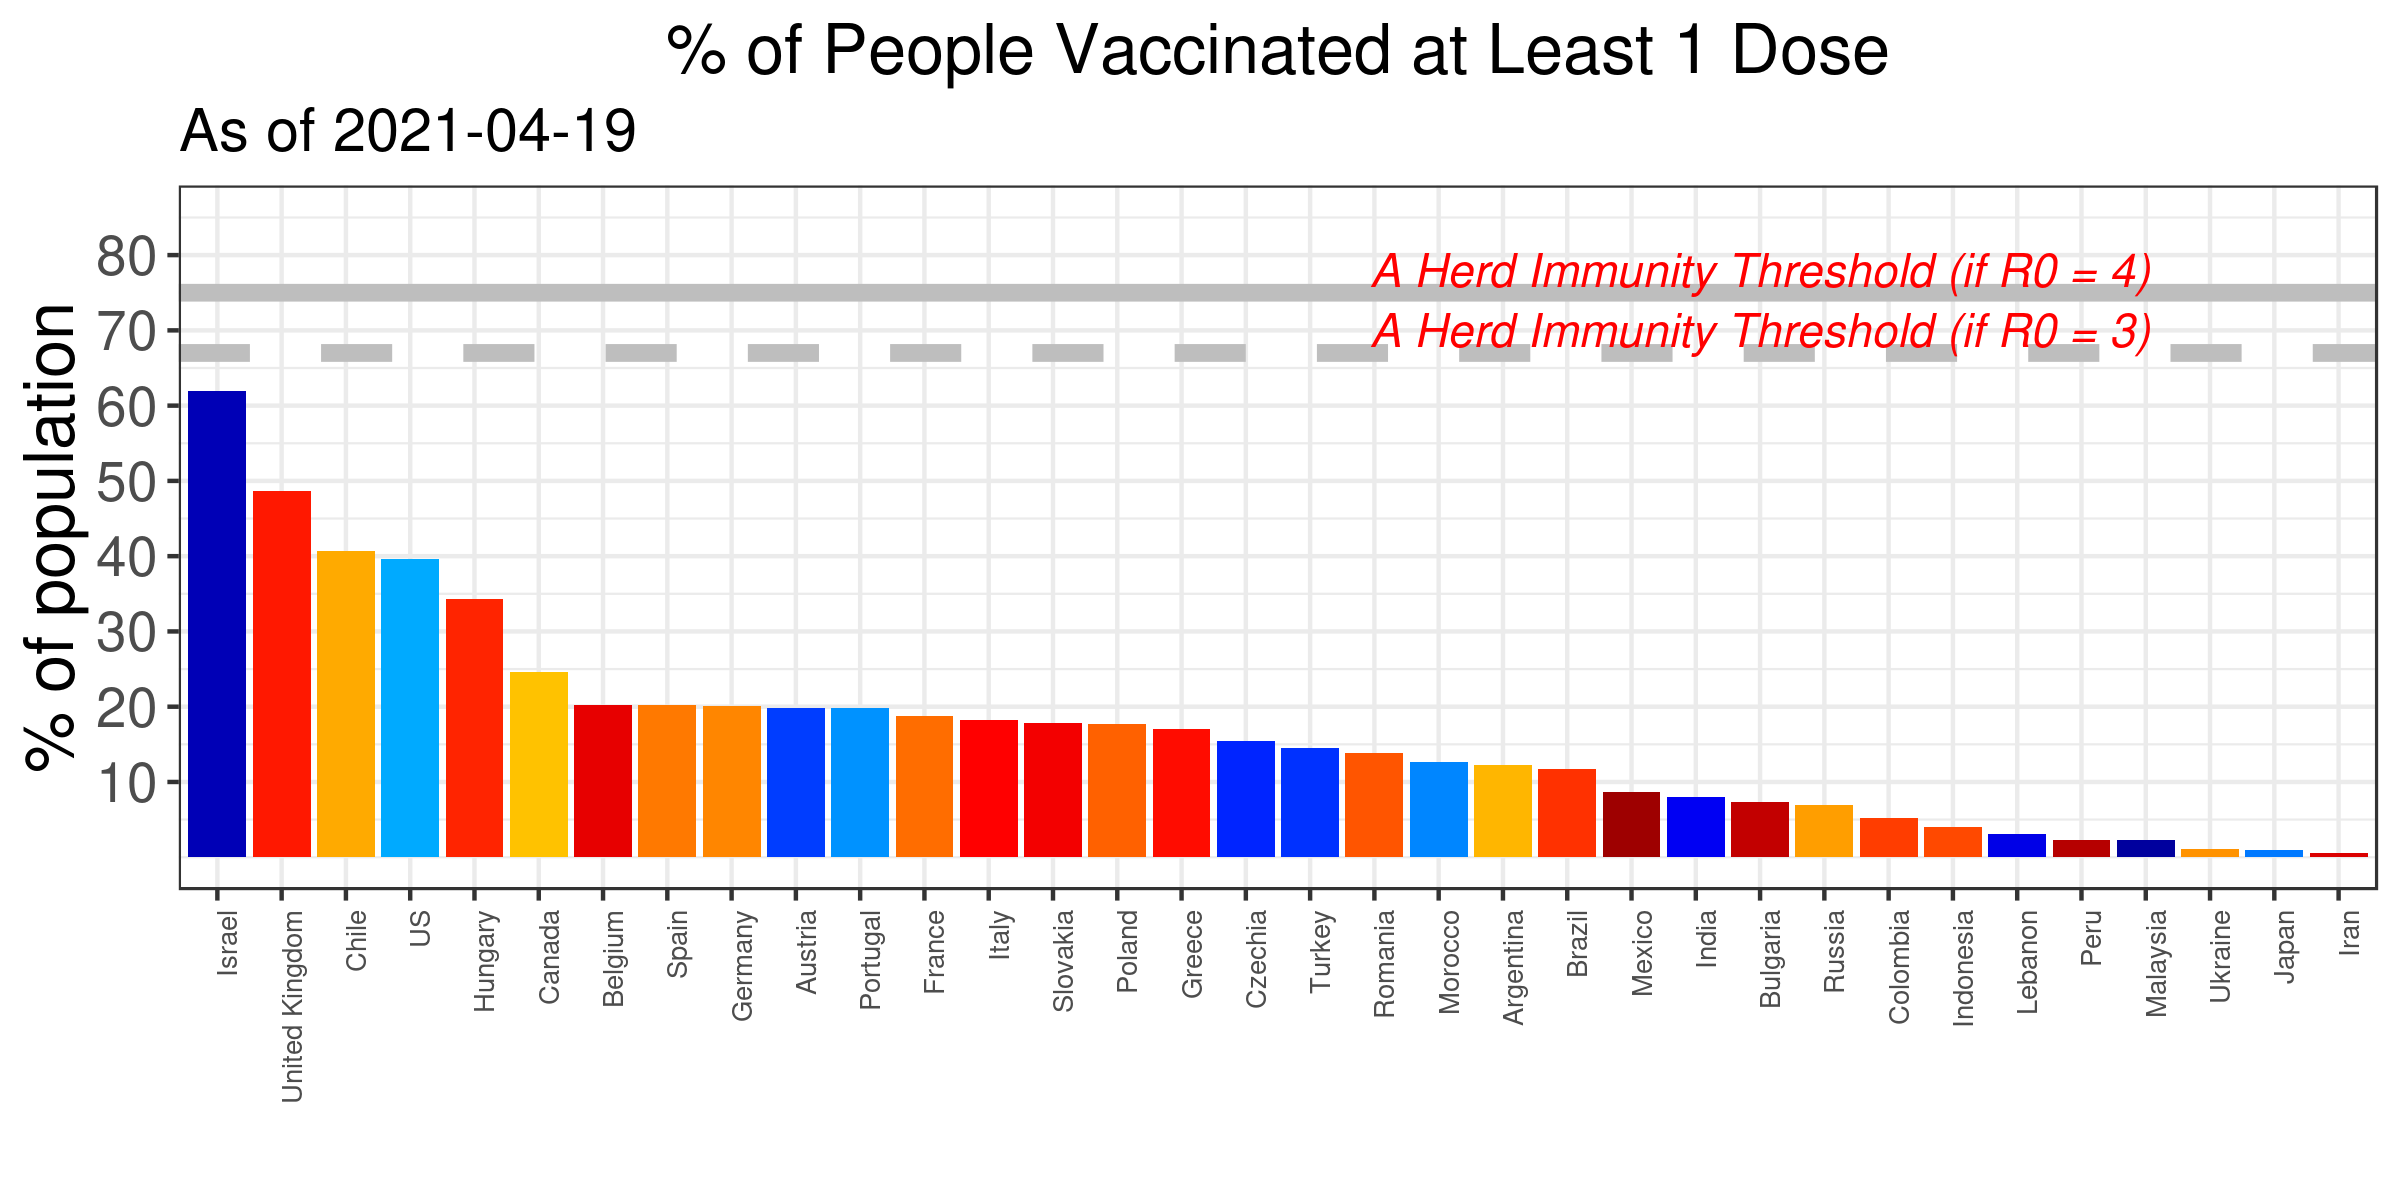 % of People Vaccinated at Least 1 Dose
As of 2021-04-19
% of population
80
70
60
50
40
30
20
10
A Herd Immunity Threshold (if R0 = 4)
A Herd Immunity Threshold (if R0 = 3)
Israel
United Kingdom
Chile
US
Hungary
Canada
Belgium
Spain
Germany
Austria
Portugal
France
Italy
Slovakia
Poland
Greece
Czechia
Turkey
Romania
Morocco
Argentina
Brazil
Mexico
India
Bulgaria
Russia
Colombia
Indonesia
Lebanon
Peru
Malaysia
Ukraine
Japan
Iran